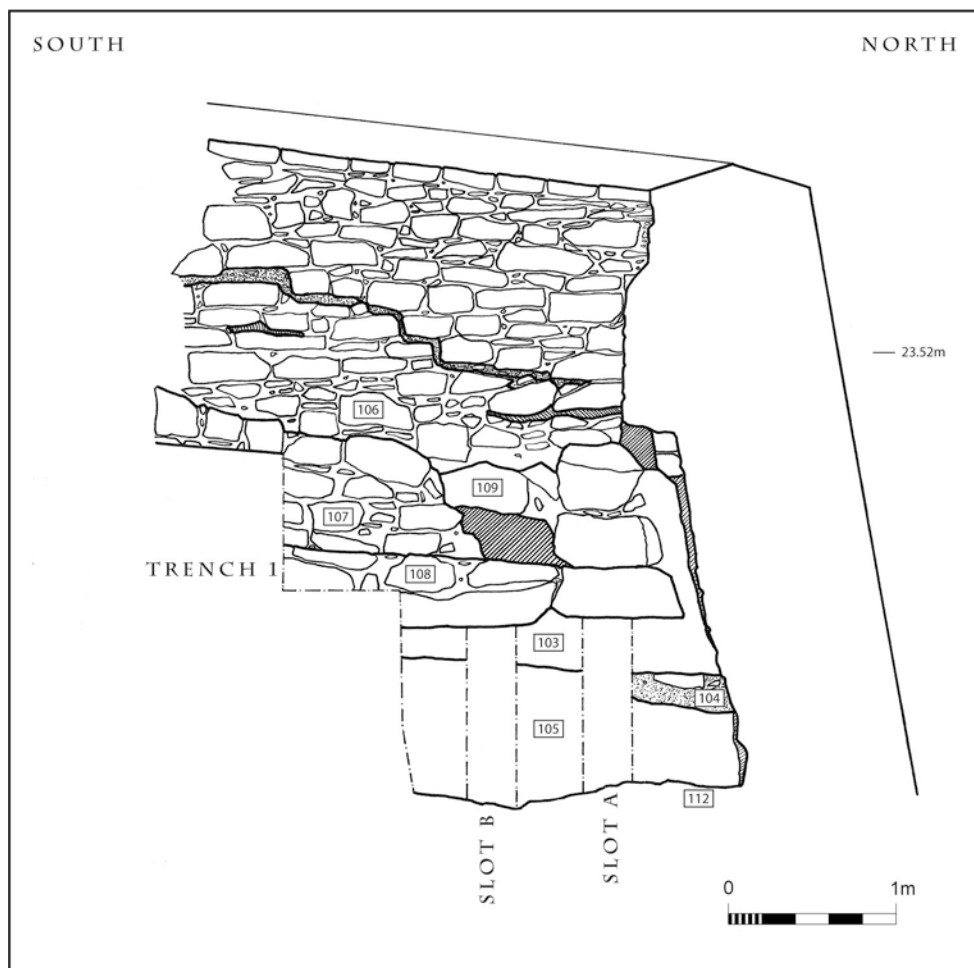 SOUTH
NORTH
23.52m
106
109
107
TRENCH 1
108
103
104
105
112
SLOT B
SLOT A
0 1m